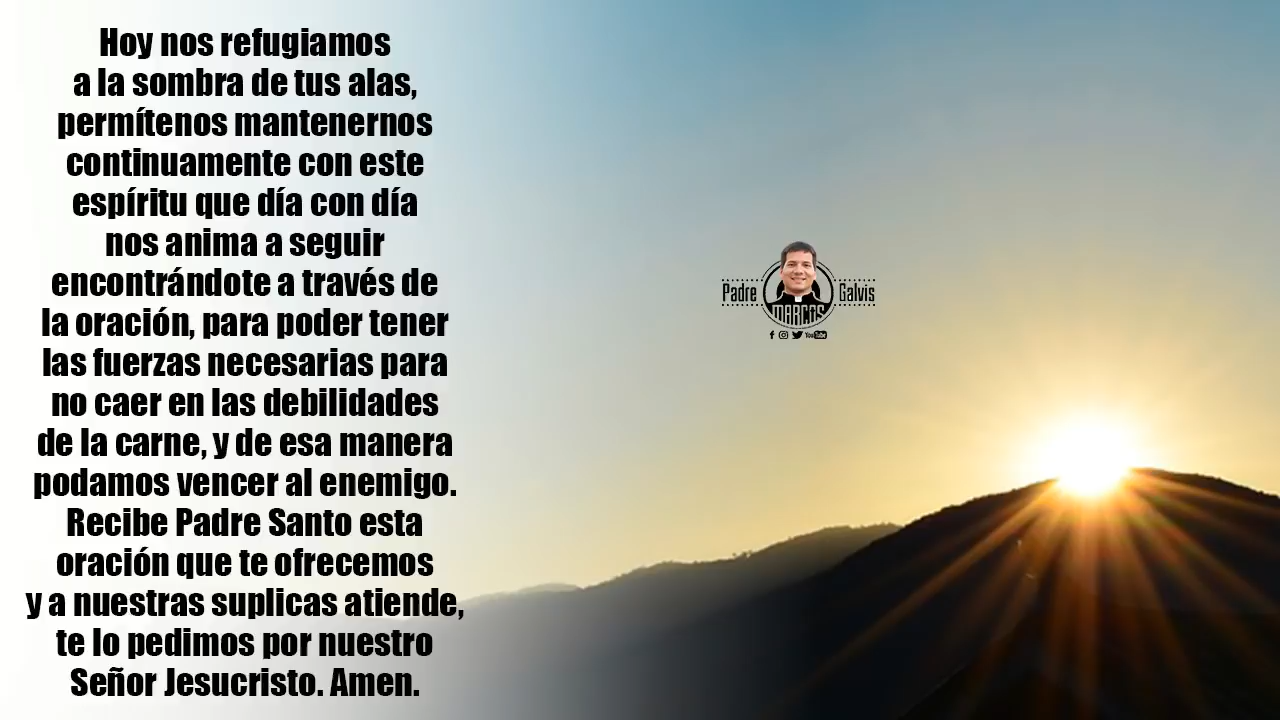 Hoy nos refugiamos
a la sombra de tus alas,
permítenos mantenernos
continuamente con este
espíritu que día con día
nos anima a seguir
encontrándote a través de
la oración, para poder tener
las fuerzas necesarias para
no caer en las debilidades
de la carne, y de esa manera
podamos vencer al enemigo.
Recibe Padre Santo esta
oración que te ofrecemos
y a nuestras suplicas atiende,
te lo pedimos por nuestro
Señor Jesucristo. Amen.
Padre Galvis
MARCOS
YouTube